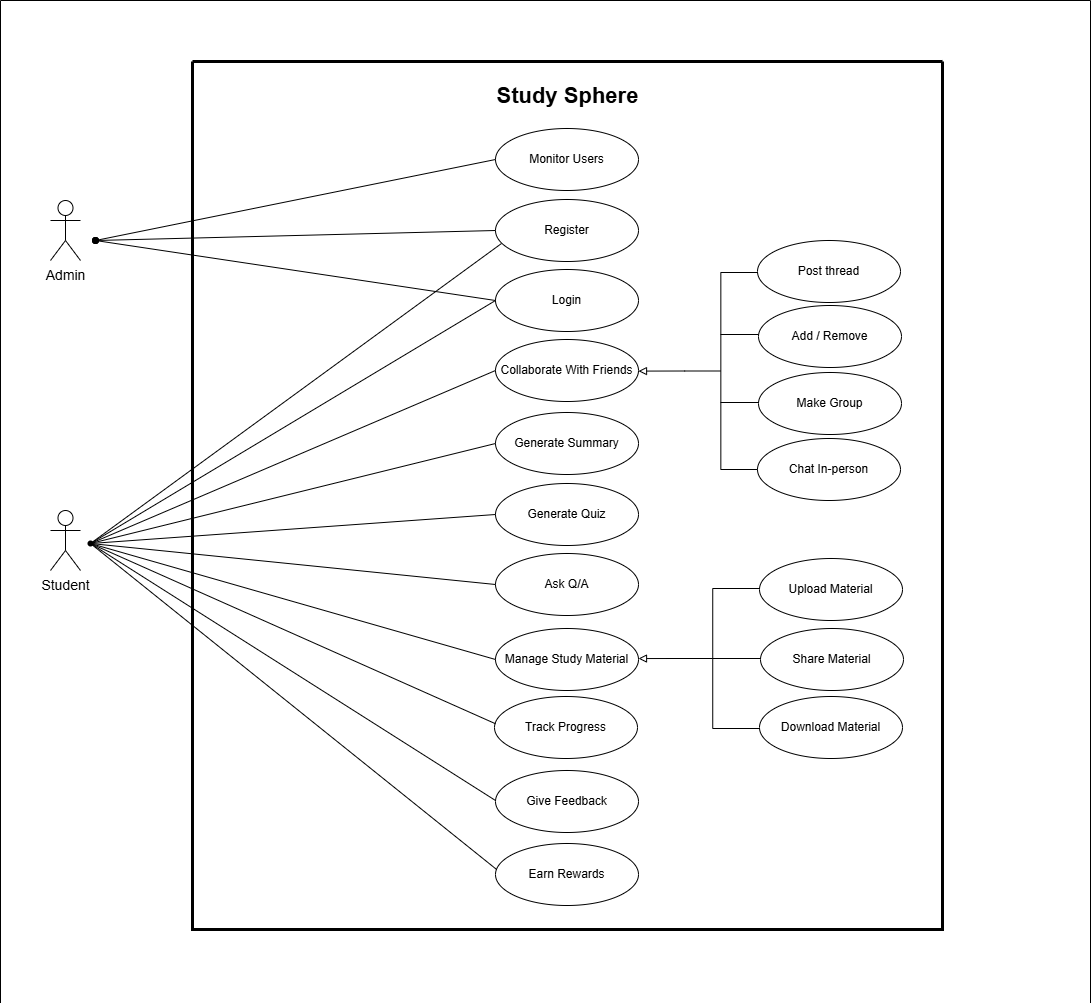 Study Sphere
Monitor Users
Register
Login
Collaborate With Friends
Generate Summary
Generate Quiz
Ask Q/A
Manage Study Material
Track Progress
Give Feedback
Earn Rewards
Post thread
Add / Remove
Make Group
Chat In-person
Upload Material
Share Material
Download Material
Admin
Student